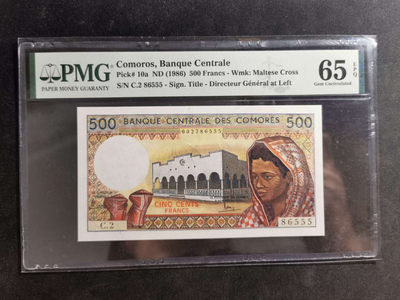 PMG
PAPER MONEY GUARANTY
Comoros, Banque Centrale
Pick# 10a ND (1986) 500 Francs - Wmk: Maltese Cross
S/N C.2 86555 - Sign. Title - Directeur Général at Left
65 EPQ
Gem Uncirculated
500 BANQUE CENTRALE DES COMORES 500
002786555
CINQ CENTS
FRANCS
C.2
86555